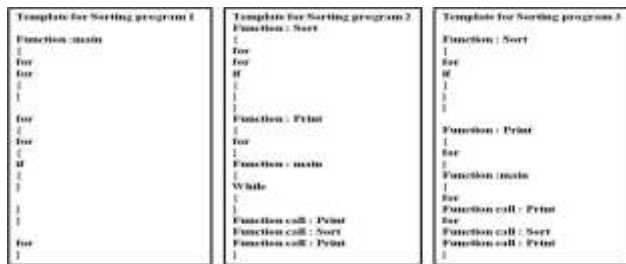 Template for Sorting program 1
Function :main
{
for
for
{
}
for
{
for
{
if
{
}
}
}
for
}
Template for Sorting program 2
Function : Sort
{
for
for
if
{
}
}
Function : Print
{
for
}
Function : main
{
While
{
}
Function call : Print
Function call : Sort
Function call : Print
}
Template for Sorting program 3
Function : Sort
{
for
if
{
}
}
Function : Print
{
for
}
Function :main
{
for
Function call : Print
for
Function call : Sort
Function call : Print
}